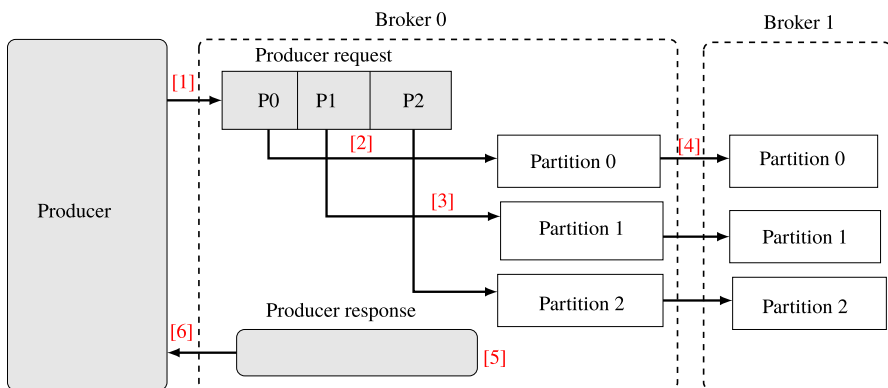 Broker 0
Broker 1
Producer request
[1]
P0 P1 P2
[2]
Partition 0
[4]
Partition 0
[3]
Producer
Partition 1
Partition 1
Partition 2
Partition 2
Producer response
[6]
[5]